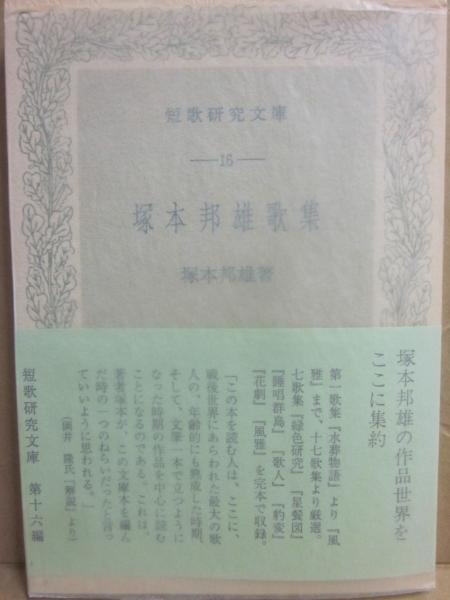 短歌研究文庫
—16—
塚本邦雄歌集
塚本邦雄著
塚本邦雄の作品世界を
ここに集約
第一歌集『水葬物語』より『風
雅』まで、十七歌集より厳選。
七歌集『緑色研究』『星餐図』
『睡唱群島』『歌人』『豹変』
『花劇』『風雅』を完本で収録。
「この本を読む人は、ここに、
戦後世界にあらわれた最大の歌
人の、年齢的にも熟成した時期、
そして、文筆一本で立つように
なった時期の作品を中心に読む
ことになるのである。これは、
著者塚本が、この文庫本を編ん
だ時の一つのねらいだったと言っ
ていいように思われる。」
(岡井 隆氏「解説」より)
短歌研究文庫 第十六編